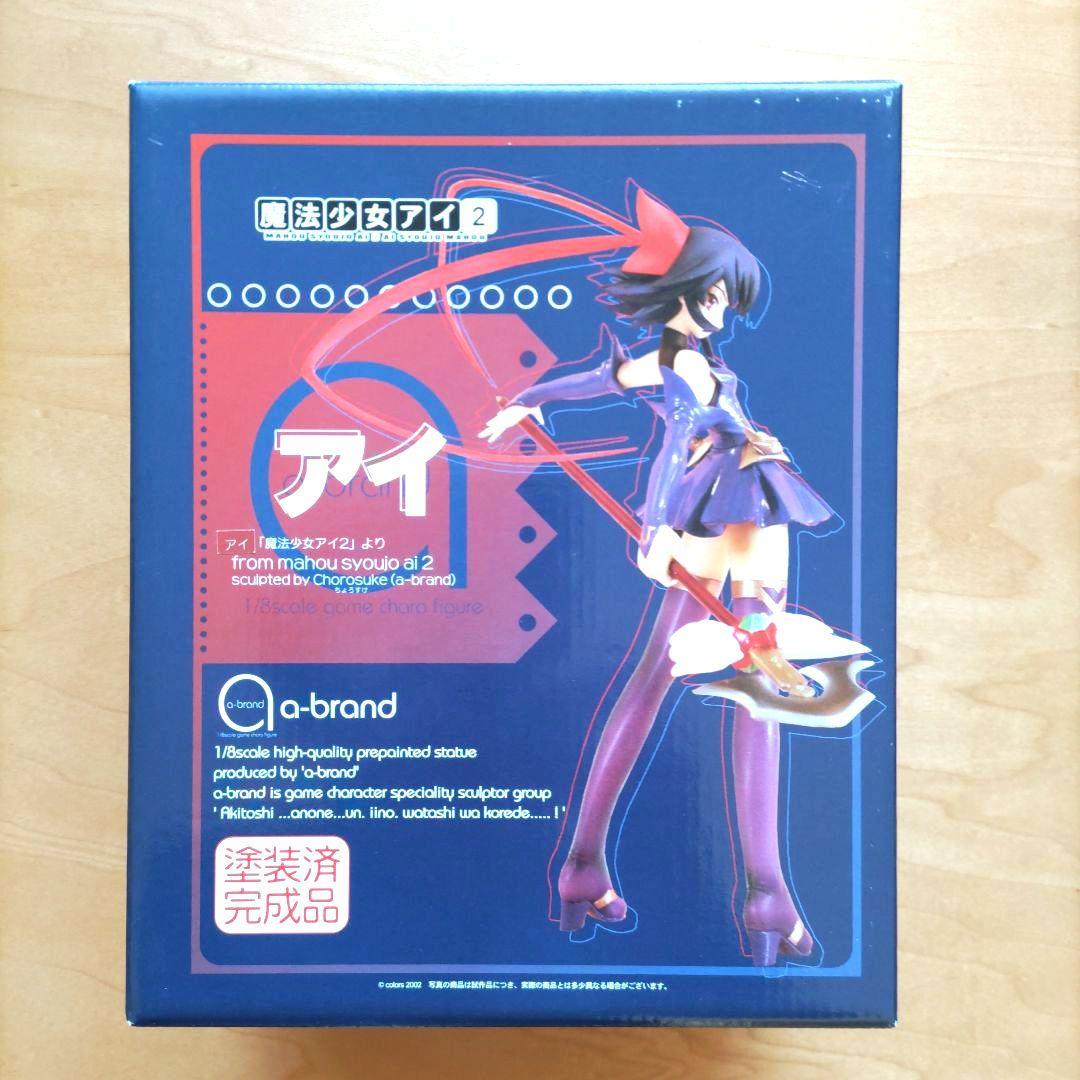 魔法少女アイ2
MAHOU SYOUJO AI / AI SYOUJO MAHOU
アイ
アイ 「魔法少女アイ2」より
from mahou syoujo ai 2
sculpted by Chorosuke (a-brand)
ちょろすけ
1/8scale game chara figure
a-brand
1/8scale game chara figure
a-brand
1/8scale high-quality prepainted statue
produced by 'a-brand"
a-brand is game character speciality sculptor group
' Akitoshi ...anone...un. iino. watashi wa korede..... ! '
塗装済
完成品
© colors 2002 写真の商品は試作品につき、実際の商品とは多少異なる場合がございます。